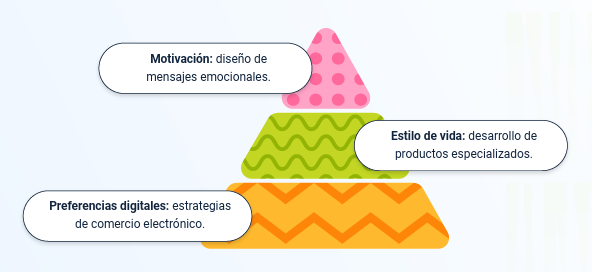 Motivación: diseño de
mensajes emocionales.
Estilo de vida: desarrollo de
productos especializados.
Preferencias digitales: estrategias
de comercio electrónico.